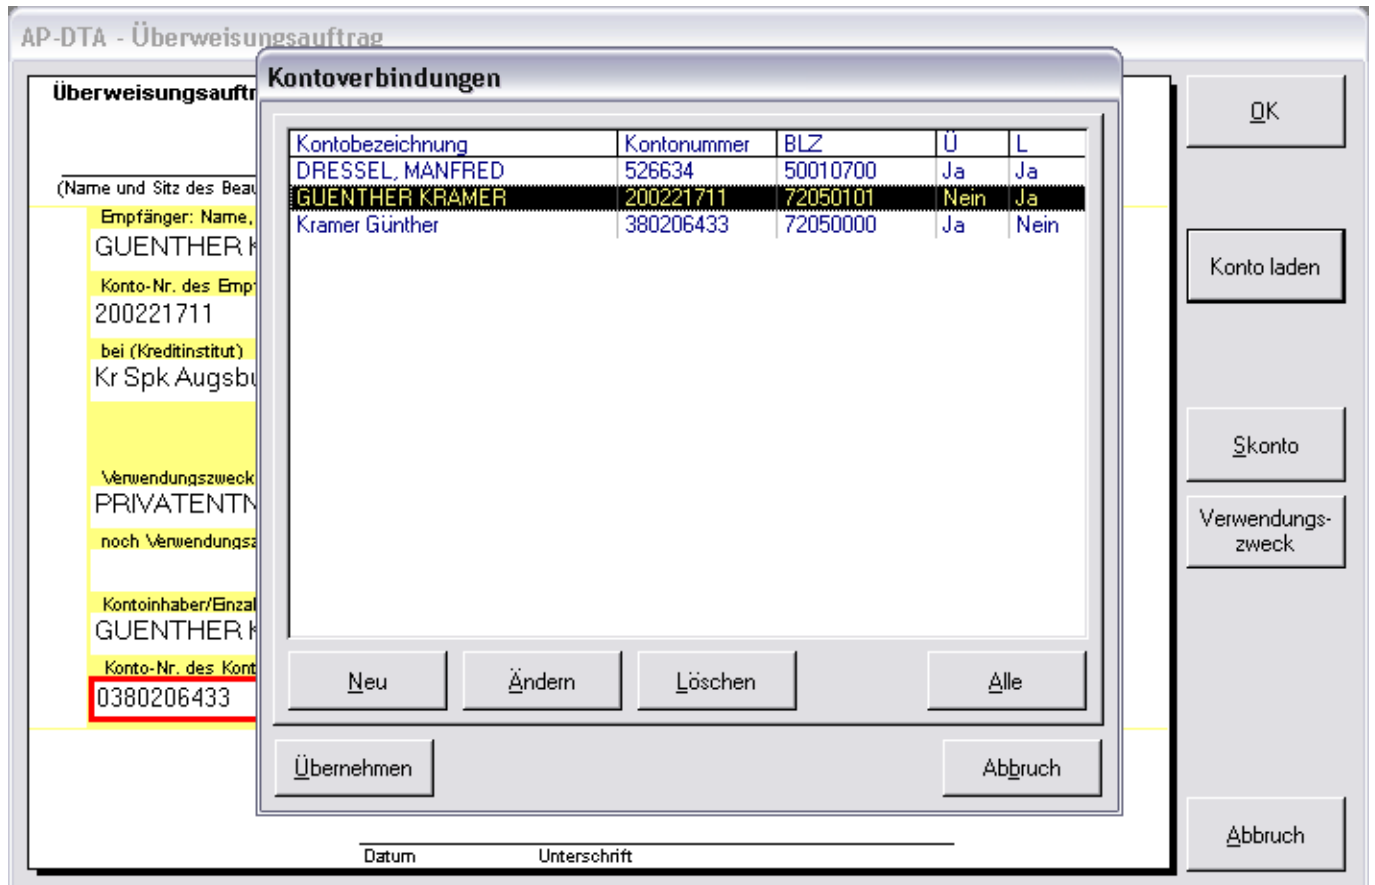 AP-DTA - Überweisungsauftrag
Kontoverbindungen
Überweisungsauftr
(Name und Sitz des Beau
Empfänger: Name,
GUENTHER K
Konto-Nr. des Emp
200221711
bei (Kreditinstitut)
Kr Spk Augsbu
Verwendungszweck
PRIVATENTN
noch Verwendungsz
Kontoinhaber/Einzal
GUENTHER K
Konto-Nr. des Kont
0380206433
Kontobezeichnung Kontonummer BLZ Ü L
DRESSEL, MANFRED 526634 50010700 Ja Ja
GUENTHER KRAMER 200221711 72050101 Nein Ja
Kramer Günther 380206433 72050000 Ja Nein
Neu Ändern Löschen Alle
Übernehmen Abbruch
Datum Unterschrift
OK
Konto laden
Skonto
Verwendungs-
zweck
Abbruch